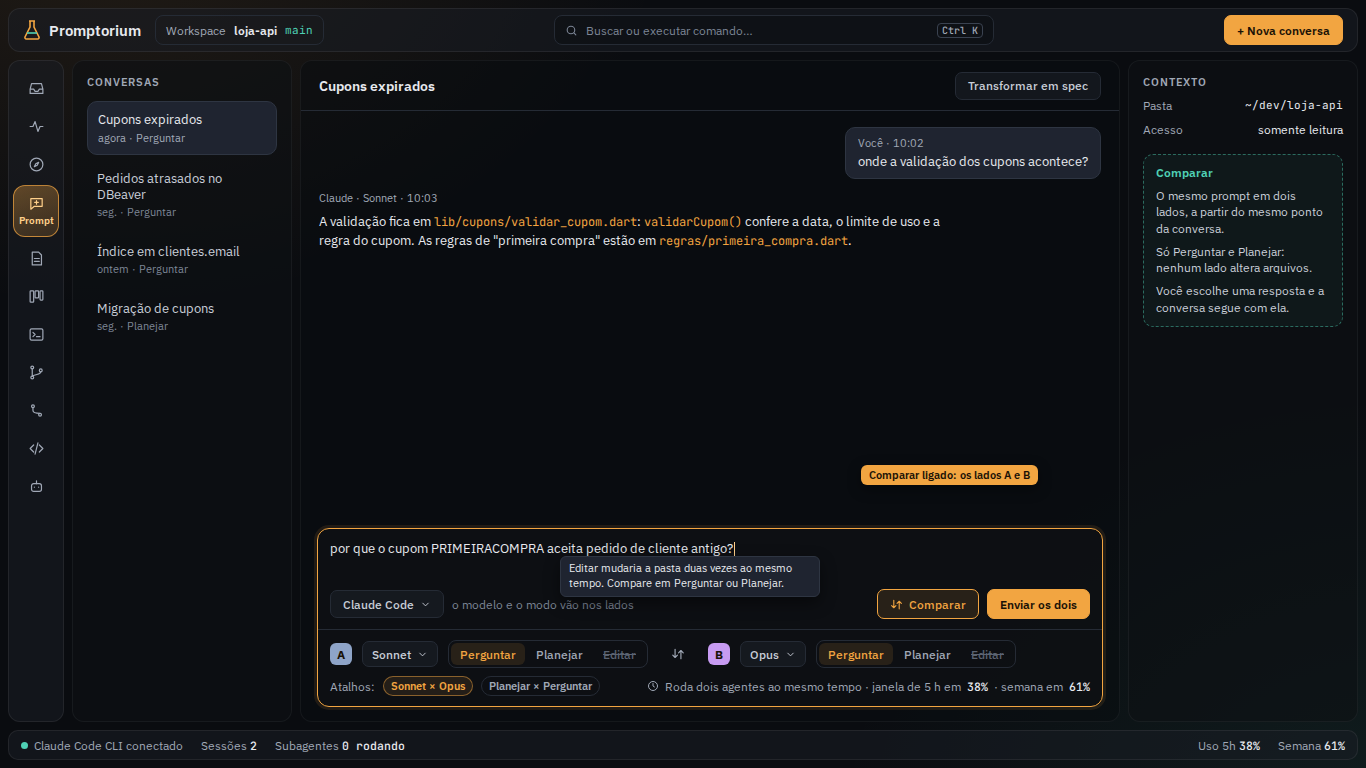 Promptorium
Workspace loja-api main
Buscar ou executar comando...
Ctrl K
+ Nova conversa
Prompt
CONVERSAS
Cupons expirados
agora · Perguntar
Pedidos atrasados no
DBeaver
seg. · Perguntar
Índice em clientes.email
ontem · Perguntar
Migração de cupons
seg. · Planejar
Cupons expirados
Transformar em spec
Você · 10:02
onde a validação dos cupons acontece?
Claude · Sonnet · 10:03
A validação fica em lib/cupons/validar_cupom.dart: validarCupom() confere a data, o limite de uso e a
regra do cupom. As regras de "primeira compra" estão em regras/primeira_compra.dart.
Comparar ligado: os lados A e B
por que o cupom PRIMEIRACOMPRA aceita pedido de cliente antigo?
Editar mudaria a pasta duas vezes ao mesmo
tempo. Compare em Perguntar ou Planejar.
Claude Code
o modelo e o modo vão nos lados
Comparar
Enviar os dois
A Sonnet Perguntar Planejar Editar
B Opus Perguntar Planejar Editar
Atalhos: Sonnet × Opus Planejar × Perguntar
Roda dois agentes ao mesmo tempo · janela de 5 h em 38% · semana em 61%
CONTEXTO
Pasta ~/dev/loja-api
Acesso somente leitura
Comparar
O mesmo prompt em dois
lados, a partir do mesmo ponto
da conversa.
Só Perguntar e Planejar:
nenhum lado altera arquivos.
Você escolhe uma resposta e a
conversa segue com ela.
Claude Code CLI conectado
Sessões 2
Subagentes 0 rodando
Uso 5h 38%
Semana 61%